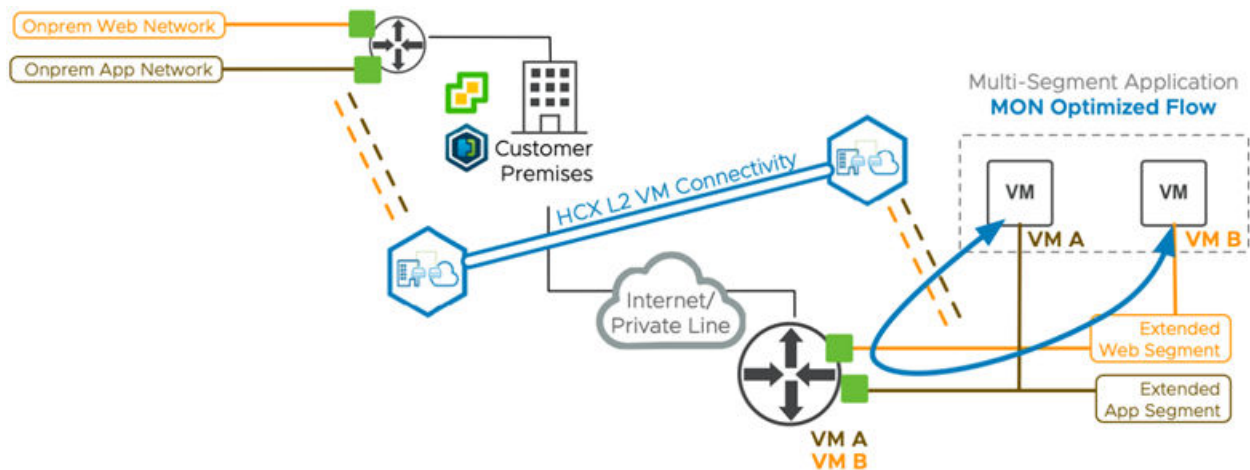 Onprem Web Network
Onprem App Network
Customer
Premises
Multi-Segment Application
MON Optimized Flow
HCX L2 VM Connectivity
VM
VM
VM A
VM B
Internet/
Private Line
Extended
Web Segment
Extended
App Segment
VM A
VM B